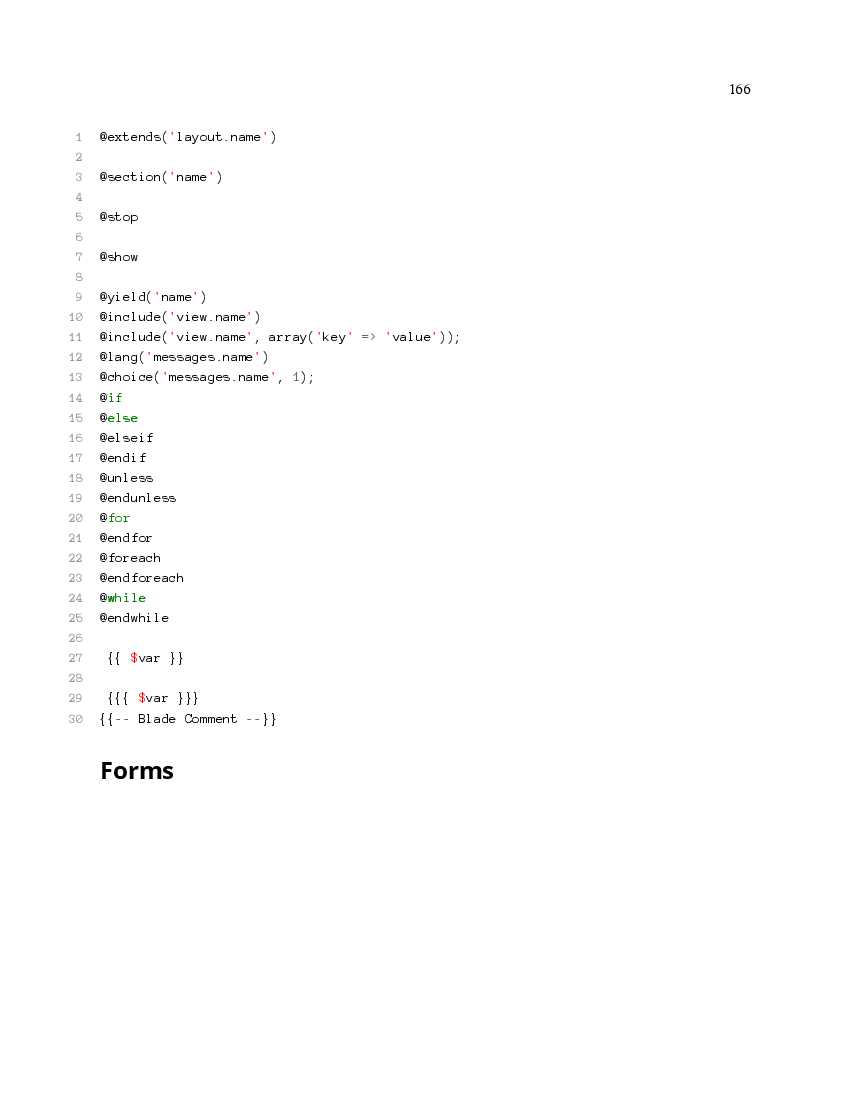 166
1 @extends('layout.name')
2
3 @section('name')
4
5 @stop
6
7 @show
8
9 @yield('name')
10 @include('view.name')
11 @include('view.name', array('key' => 'value'));
12 @lang('messages.name')
13 @choice('messages.name', 1);
14 @if
15 @else
16 @elseif
17 @endif
18 @unless
19 @endunless
20 @for
21 @endfor
22 @foreach
23 @endforeach
24 @while
25 @endwhile
26
27 {{ $var }}
28
29 {{{ $var }}}
30 {{-- Blade Comment --}}
Forms